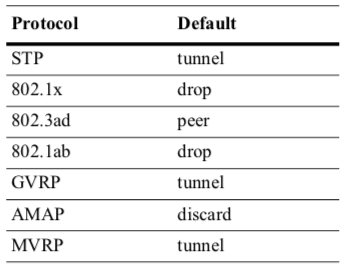 Protocol Default
STP tunnel
802.1x drop
802.3ad peer
802.1ab drop
GVRP tunnel
AMAP discard
MVRP tunnel